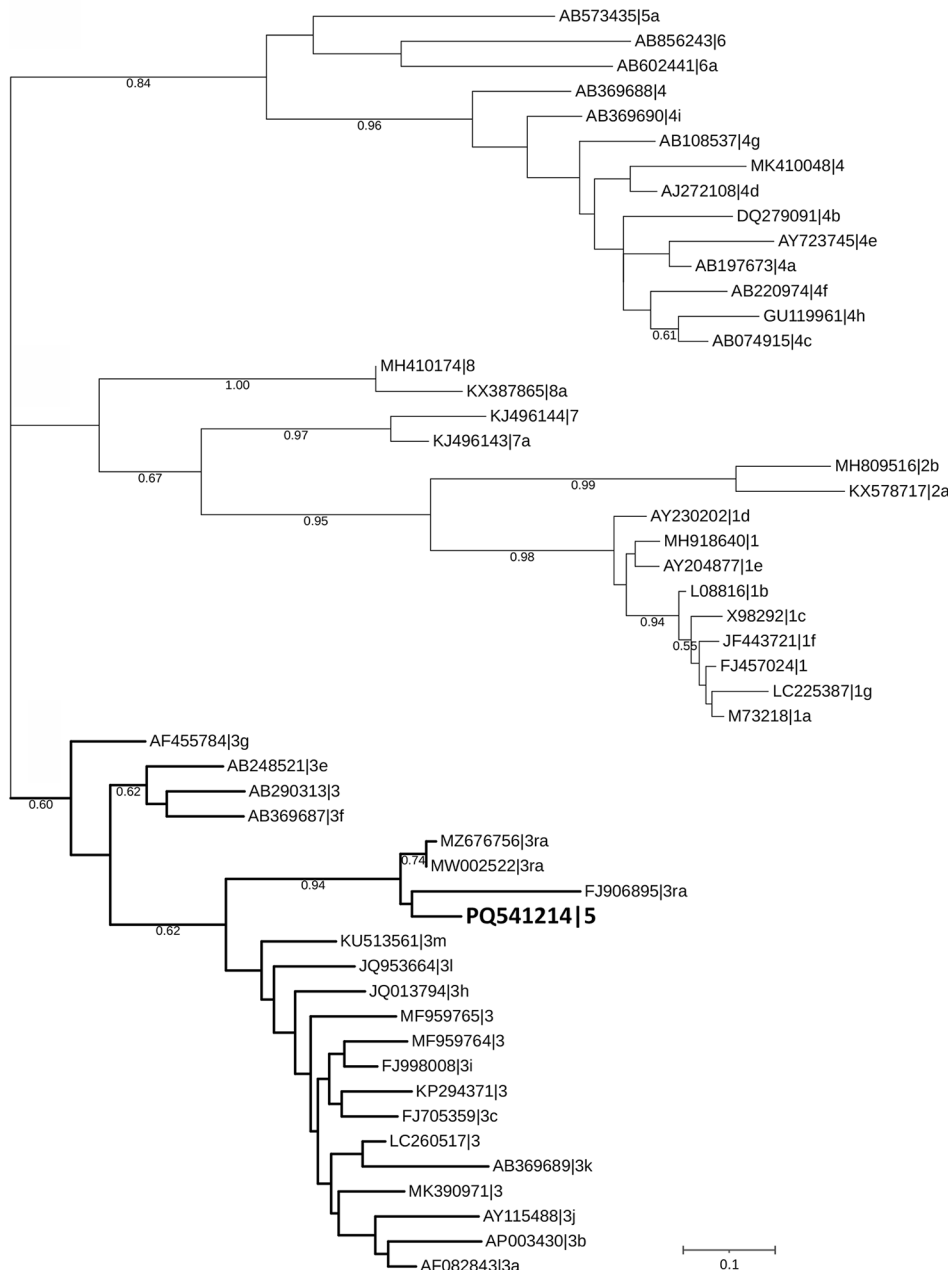 AB573435|5a
AB856243|6
AB602441|6a
0.84
AB369688|4
AB369690|4i
0.96
AB108537|4g
MK410048|4
AJ272108|4d
DQ279091|4b
AY723745|4e
AB197673|4a
AB220974|4f
GU119961|4h
0.61
AB074915|4c
MH410174|8
1.00
KX387865|8a
KJ496144|7
0.97
KJ496143|7a
MH809516|2b
0.67
0.99
KX578717|2a
0.95
AY230202|1d
MH918640|1
0.98
AY204877|1e
L08816|1b
X98292|1c
0.94
JF443721|1f
0.55
FJ457024|1
LC225387|1g
M73218|1a
AF455784|3g
AB248521|3e
0.62
AB290313|3
0.60
AB369687|3f
MZ676756|3ra
0.74
MW002522|3ra
0.94
FJ906895|3ra
PQ541214|5
0.62
KU513561|3m
JQ953664|3l
JQ013794|3h
MF959765|3
MF959764|3
FJ998008|3i
KP294371|3
FJ705359|3c
LC260517|3
AB369689|3k
MK390971|3
AY115488|3j
AP003430|3b
AF082843|3a
0.1